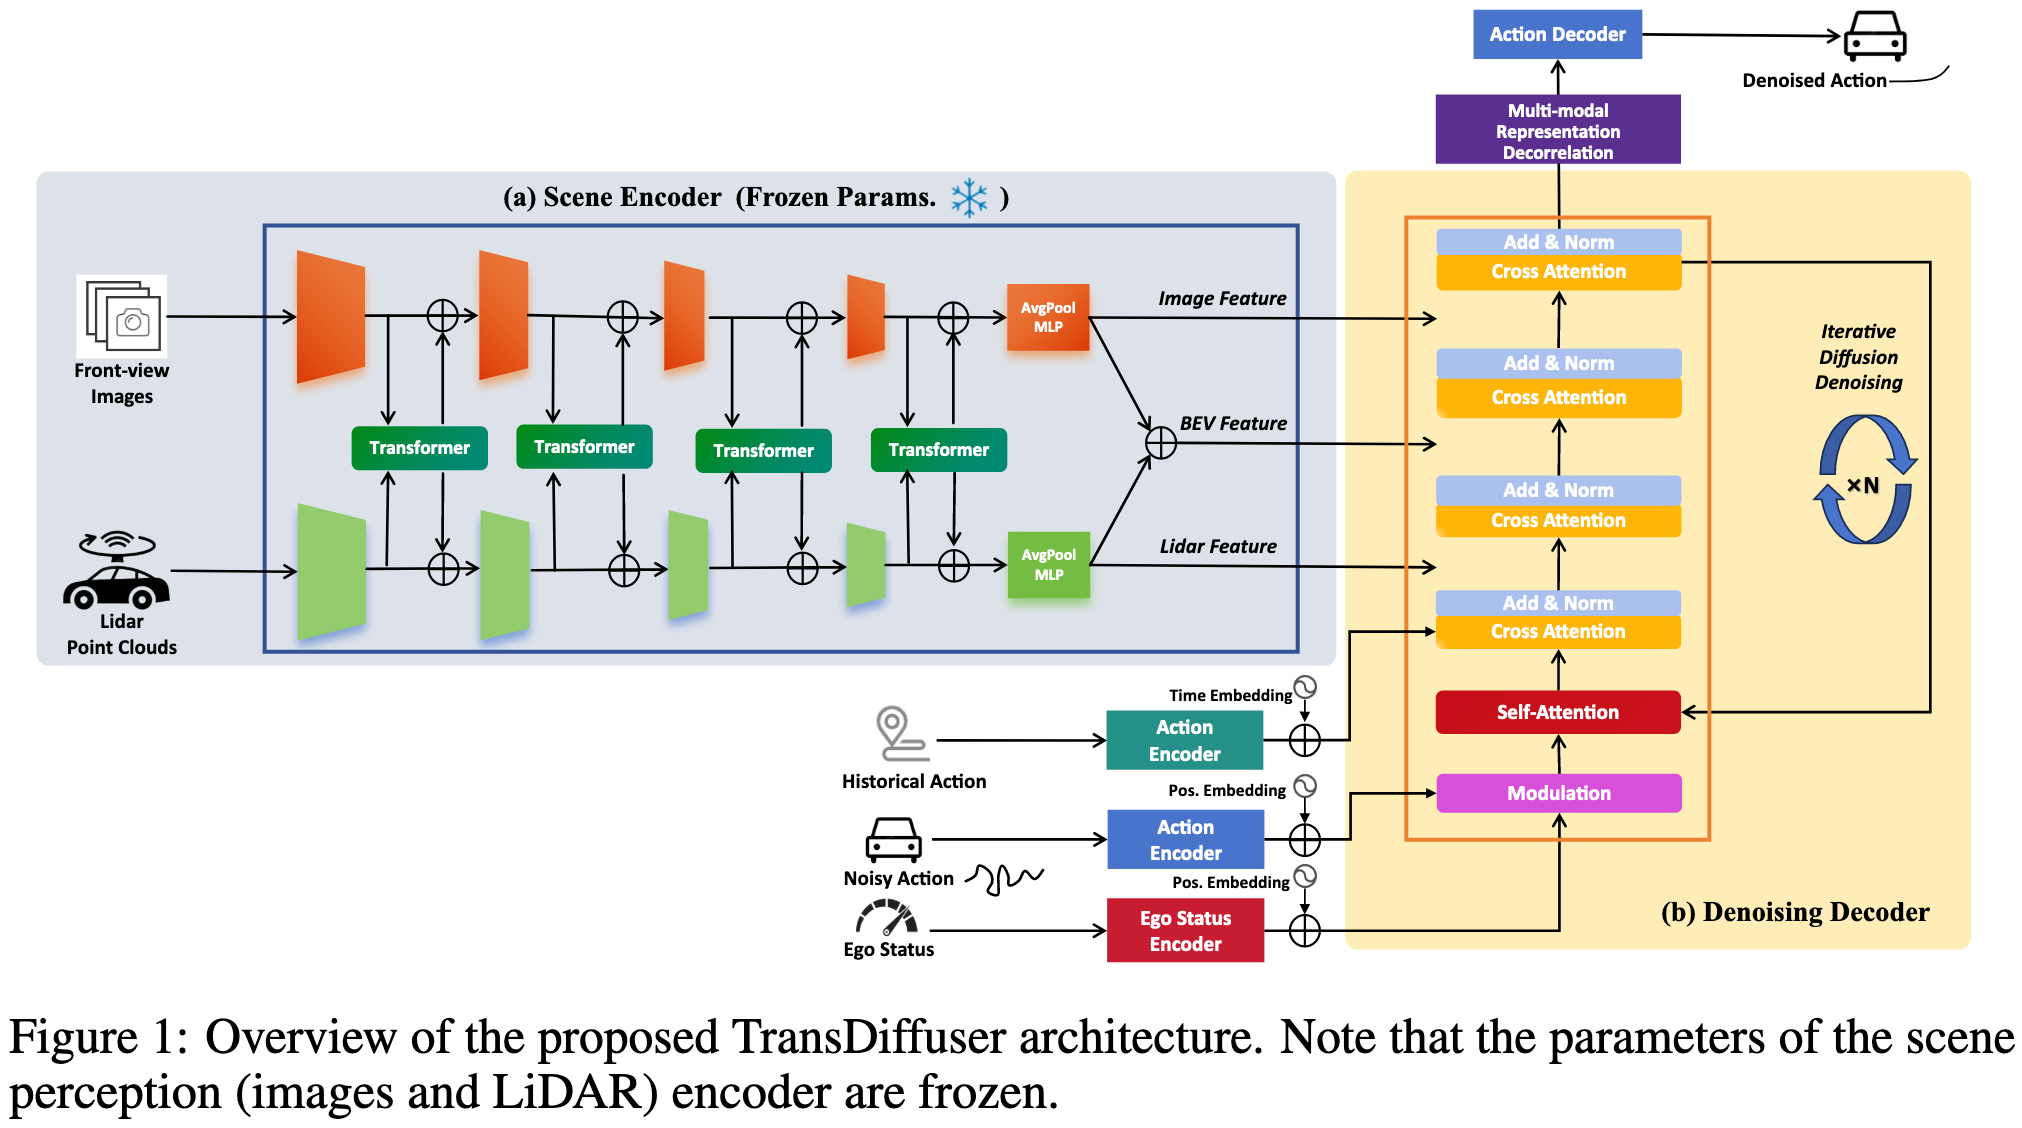 Action Decoder
Denoised Action
Multi-modal
Representation
Decorrelation
(a) Scene Encoder (Frozen Params. )
Front-view
Images
Lidar
Point Clouds
Transformer
Transformer
Transformer
Transformer
AvgPool
MLP
AvgPool
MLP
Image Feature
BEV Feature
Lidar Feature
Add & Norm
Cross Attention
Add & Norm
Cross Attention
Add & Norm
Cross Attention
Add & Norm
Cross Attention
Self-Attention
Modulation
Iterative
Diffusion
Denoising
×N
(b) Denoising Decoder
Time Embedding
Historical Action
Action
Encoder
Pos. Embedding
Noisy Action
Action
Encoder
Pos. Embedding
Ego Status
Ego Status
Encoder
Figure 1: Overview of the proposed TransDiffuser architecture. Note that the parameters of the scene
perception (images and LiDAR) encoder are frozen.